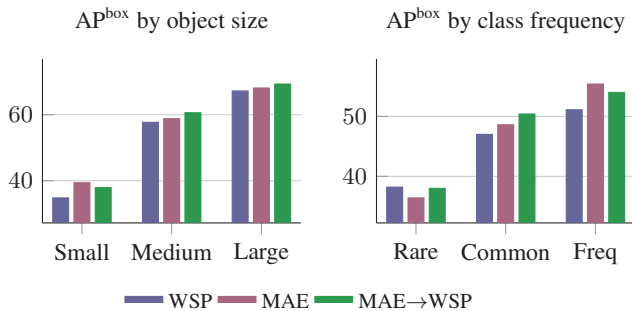 AP^box by object size
60
40
Small Medium Large
AP^box by class frequency
50
40
Rare Common Freq
WSP MAE MAE→WSP